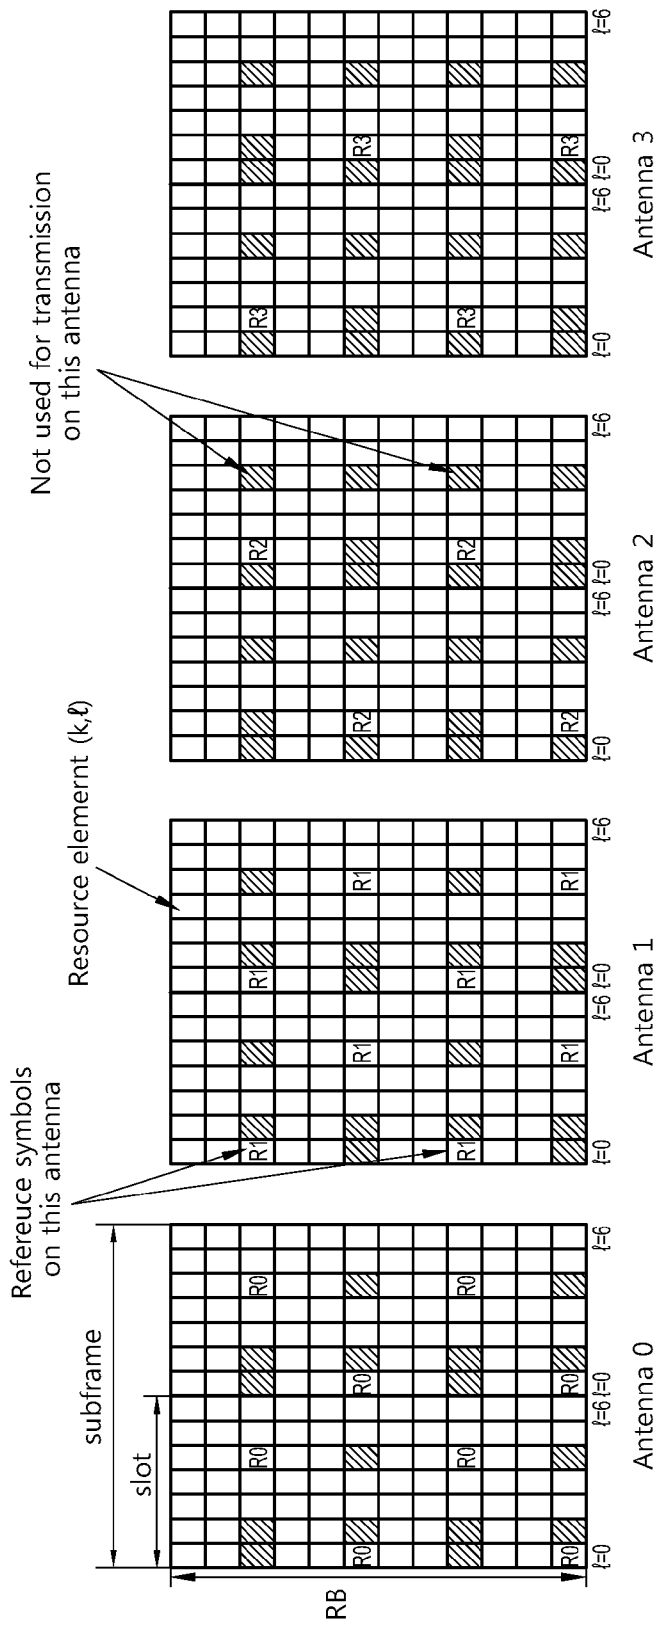 Refereuce symbols
on this antenna
Resource elemernt (k,ℓ)
Not used for transmission
on this antenna
subframe
slot
RB
R0
R0
R0
R0
R0
R0
R0
R0
ℓ=0
ℓ=6
ℓ=0
ℓ=6
Antenna 0
R1
R1
R1
R1
R1
R1
R1
R1
ℓ=0
ℓ=6
ℓ=0
ℓ=6
Antenna 1
R2
R2
R2
R2
ℓ=0
ℓ=6
ℓ=0
ℓ=6
Antenna 2
R3
R3
R3
R3
ℓ=0
ℓ=6
ℓ=0
ℓ=6
Antenna 3